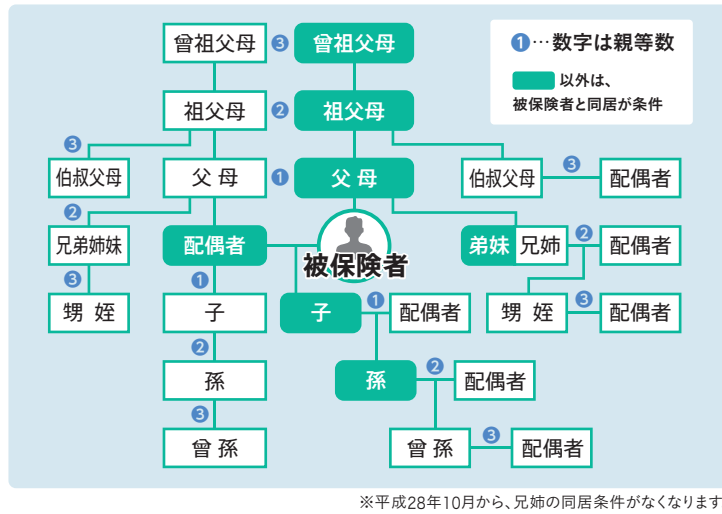 曾祖父母 ❸ 曾祖父母
❶…数字は親等数
以外は、
被保険者と同居が条件
祖父母 ❷ 祖父母
❸ ❸
伯叔父母 父母 ❶ 父母 伯叔父母 配偶者
❷ ❷
兄弟姉妹 配偶者 被保険者 弟妹 兄姉 配偶者
❸ ❶ ❶ ❸
甥姪 子 子 配偶者 甥姪 配偶者
❷ ❷
孫 孫 配偶者
❸ ❸
曾孫 曾孫 配偶者
※平成28年10月から、兄姉の同居条件がなくなります